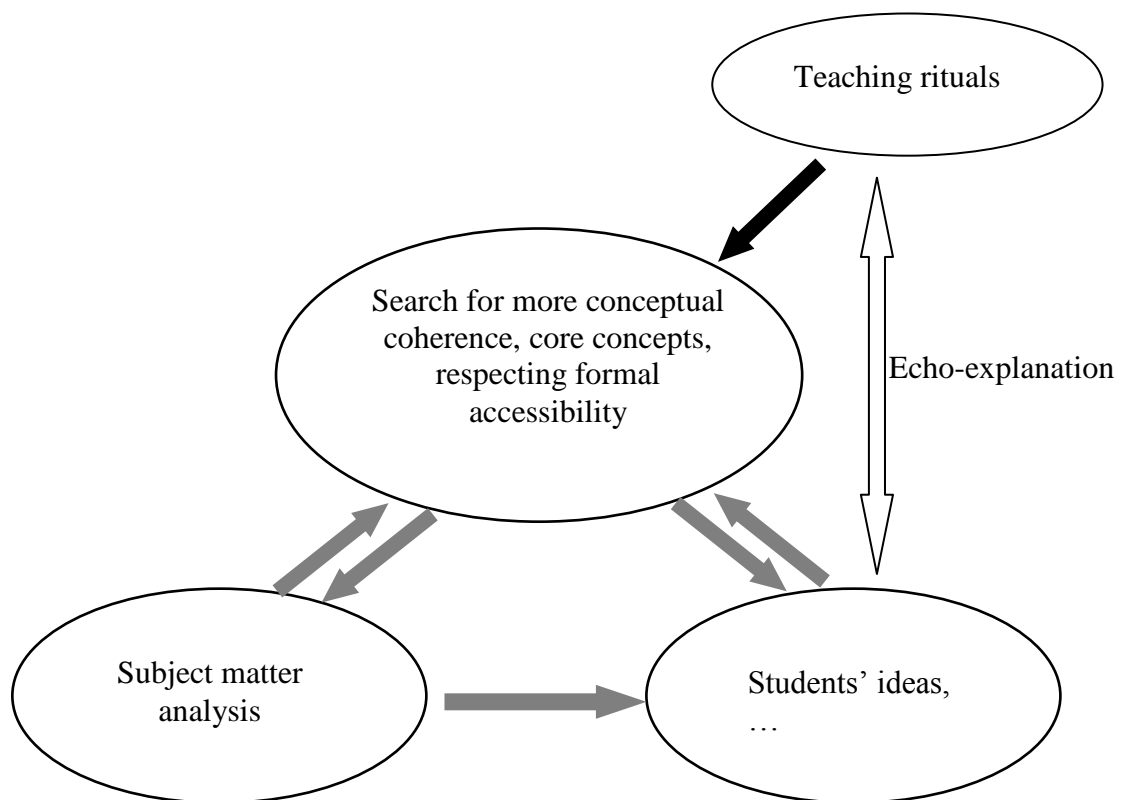 Teaching rituals
Search for more conceptual
coherence, core concepts,
respecting formal
accessibility
Echo-explanation
Subject matter
analysis
Students’ ideas,
…